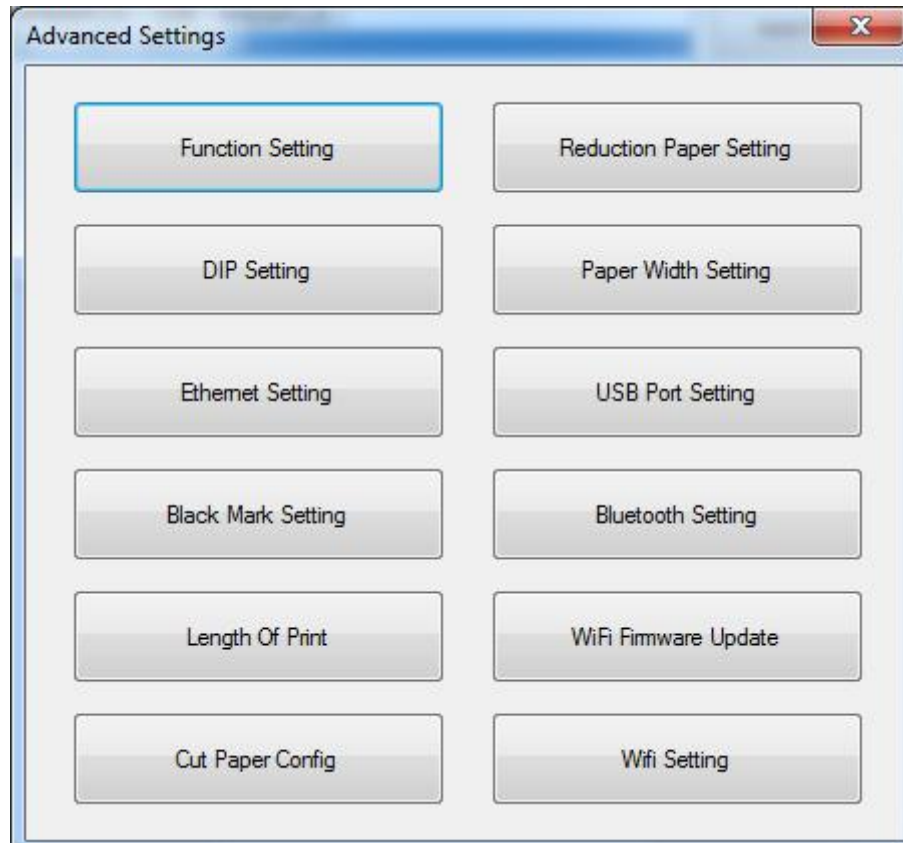 Advanced Settings
Function Setting
Reduction Paper Setting
DIP Setting
Paper Width Setting
Ethernet Setting
USB Port Setting
Black Mark Setting
Bluetooth Setting
Length Of Print
WiFi Firmware Update
Cut Paper Config
Wifi Setting